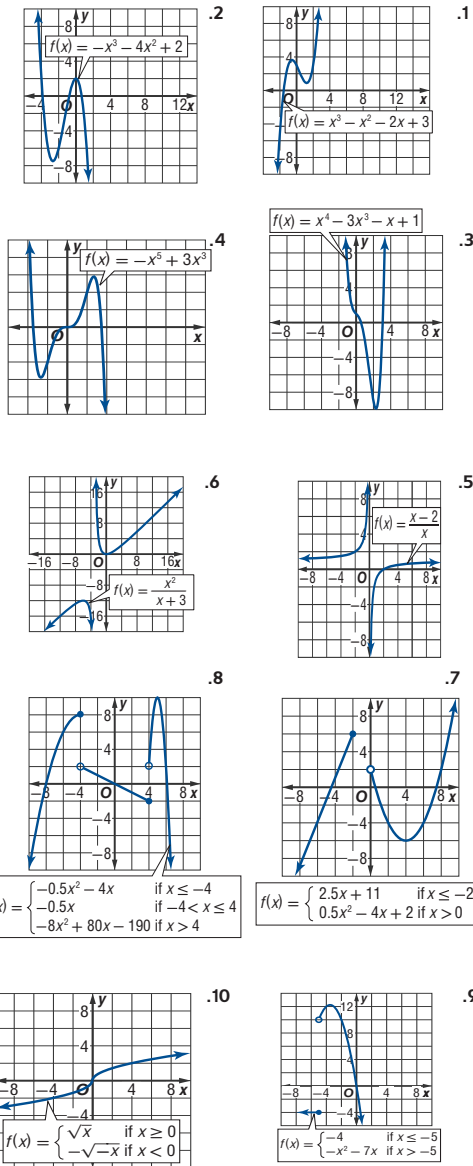 .1
y
8
4
O
4
8
12
x
−8
f(x) = x³ − x² − 2x + 3
.2
y
f(x) = −x³ − 4x² + 2
−4
O
4
8
12x
−4
−8
.3
f(x) = x⁴ − 3x³ − x + 1
y
4
−8
−4
O
4
8 x
−4
−8
.4
y
f(x) = −x⁵ + 3x³
O
x
.5
y
f(x) = x − 2 / x
−8
−4
O
4
8 x
−4
−8
.6
y
16
8
−16
−8
O
8
16x
−8
−16
f(x) = x² / x + 3
.7
y
8
4
−8
−4
O
4
8 x
−4
−8
f(x) = { 2.5x + 11 if x ≤ −2
0.5x² − 4x + 2 if x > 0
.8
y
8
4
−8
−4
O
4
8 x
−4
−8
x) = { −0.5x² − 4x if x ≤ −4
−0.5x if −4 < x ≤ 4
−8x² + 80x − 190 if x > 4
.9
y
12
8
4
−8
−4
O
4
8 x
−4
f(x) = { −4 if x ≤ −5
−x² − 7x if x > −5
.10
y
8
4
−8
−4
O
4
8 x
−4
f(x) = { √x if x ≥ 0
−√−x if x < 0